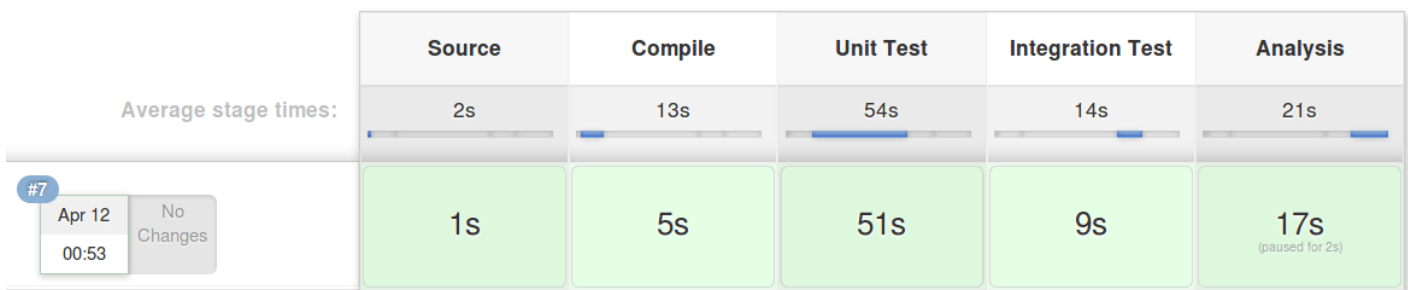 Source Compile Unit Test Integration Test Analysis
Average stage times: 2s 13s 54s 14s 21s
#7
Apr 12 No
Changes
00:53
1s 5s 51s 9s 17s
(paused for 2s)